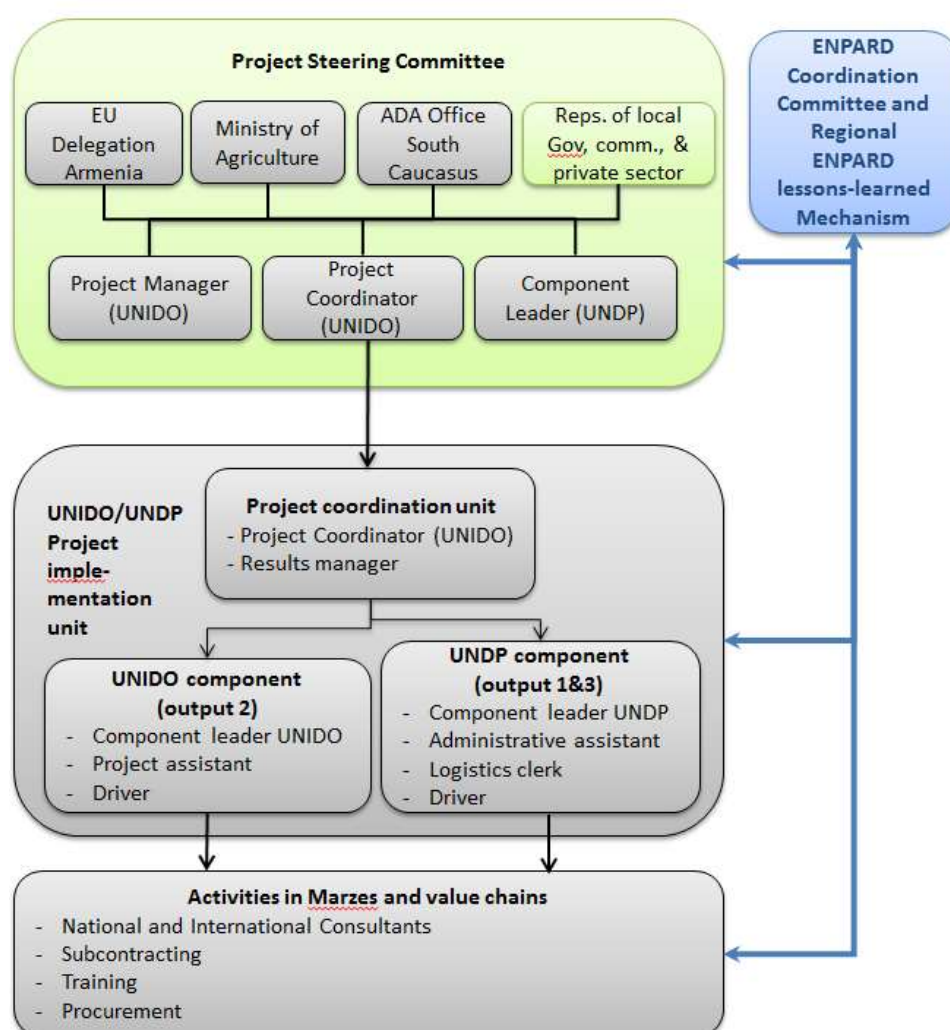 Project Steering Committee
EU
Delegation
Armenia
Ministry of
Agriculture
ADA Office
South
Caucasus
Reps. of local
Gov, comm., &
private sector
Project Manager
(UNIDO)
Project
Coordinator
(UNIDO)
Component
Leader (UNDP)
ENPARD
Coordination
Committee and
Regional
ENPARD
lessons-learned
Mechanism
UNIDO/UNDP
Project
imple-
mentation
unit
Project coordination unit
- Project Coordinator (UNIDO)
- Results manager
UNIDO component
(output 2)
- Component leader UNIDO
- Project assistant
- Driver
UNDP component
(output 1&3)
- Component leader UNDP
- Administrative assistant
- Logistics clerk
- Driver
Activities in Marzes and value chains
- National and International Consultants
- Subcontracting
- Training
- Procurement